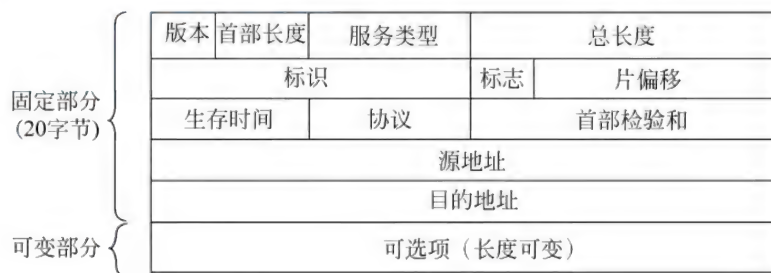 版本 首部长度 服务类型 总长度
标识 标志 片偏移
固定部分
(20字节)
生存时间 协议 首部检验和
源地址
目的地址
可变部分 可选项（长度可变）